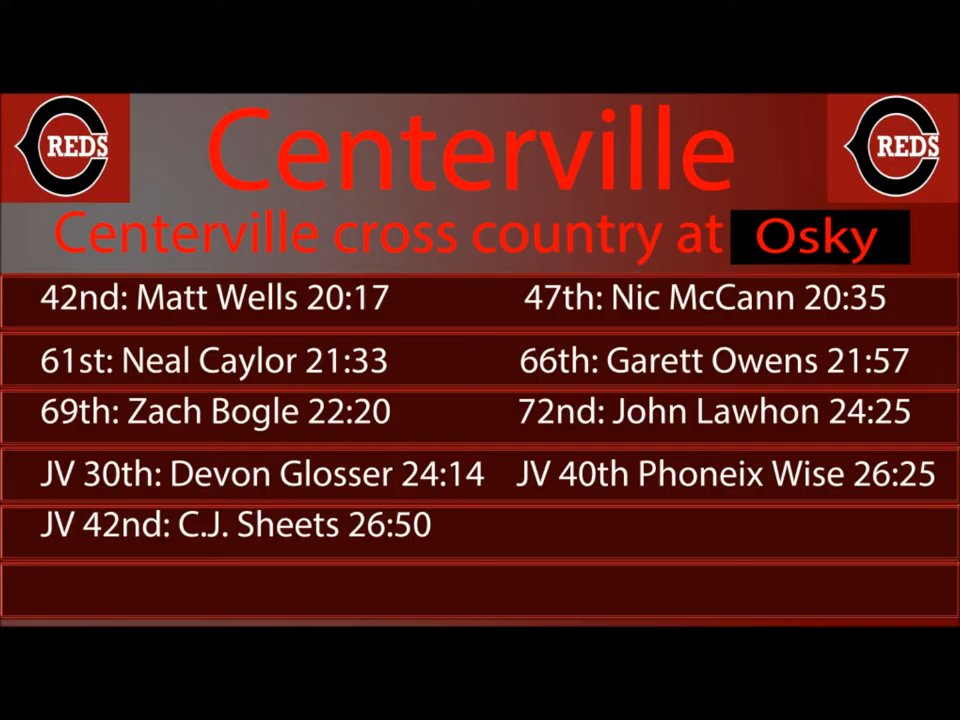 REDS
Centerville
REDS
Centerville cross country at Osky
42nd: Matt Wells 20:17
47th: Nic McCann 20:35
61st: Neal Caylor 21:33
66th: Garett Owens 21:57
69th: Zach Bogle 22:20
72nd: John Lawhon 24:25
JV 30th: Devon Glosser 24:14
JV 40th Phoneix Wise 26:25
JV 42nd: C.J. Sheets 26:50